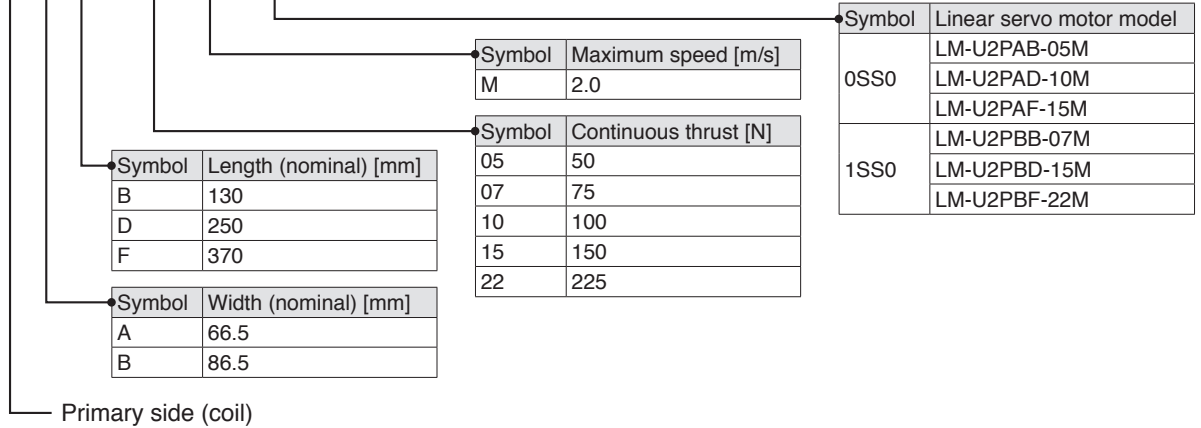 Symbol Linear servo motor model
0SS0 LM-U2PAB-05M
LM-U2PAD-10M
LM-U2PAF-15M
1SS0 LM-U2PBB-07M
LM-U2PBD-15M
LM-U2PBF-22M
Symbol Maximum speed [m/s]
M 2.0
Symbol Continuous thrust [N]
05 50
07 75
10 100
15 150
22 225
Symbol Length (nominal) [mm]
B 130
D 250
F 370
Symbol Width (nominal) [mm]
A 66.5
B 86.5
Primary side (coil)